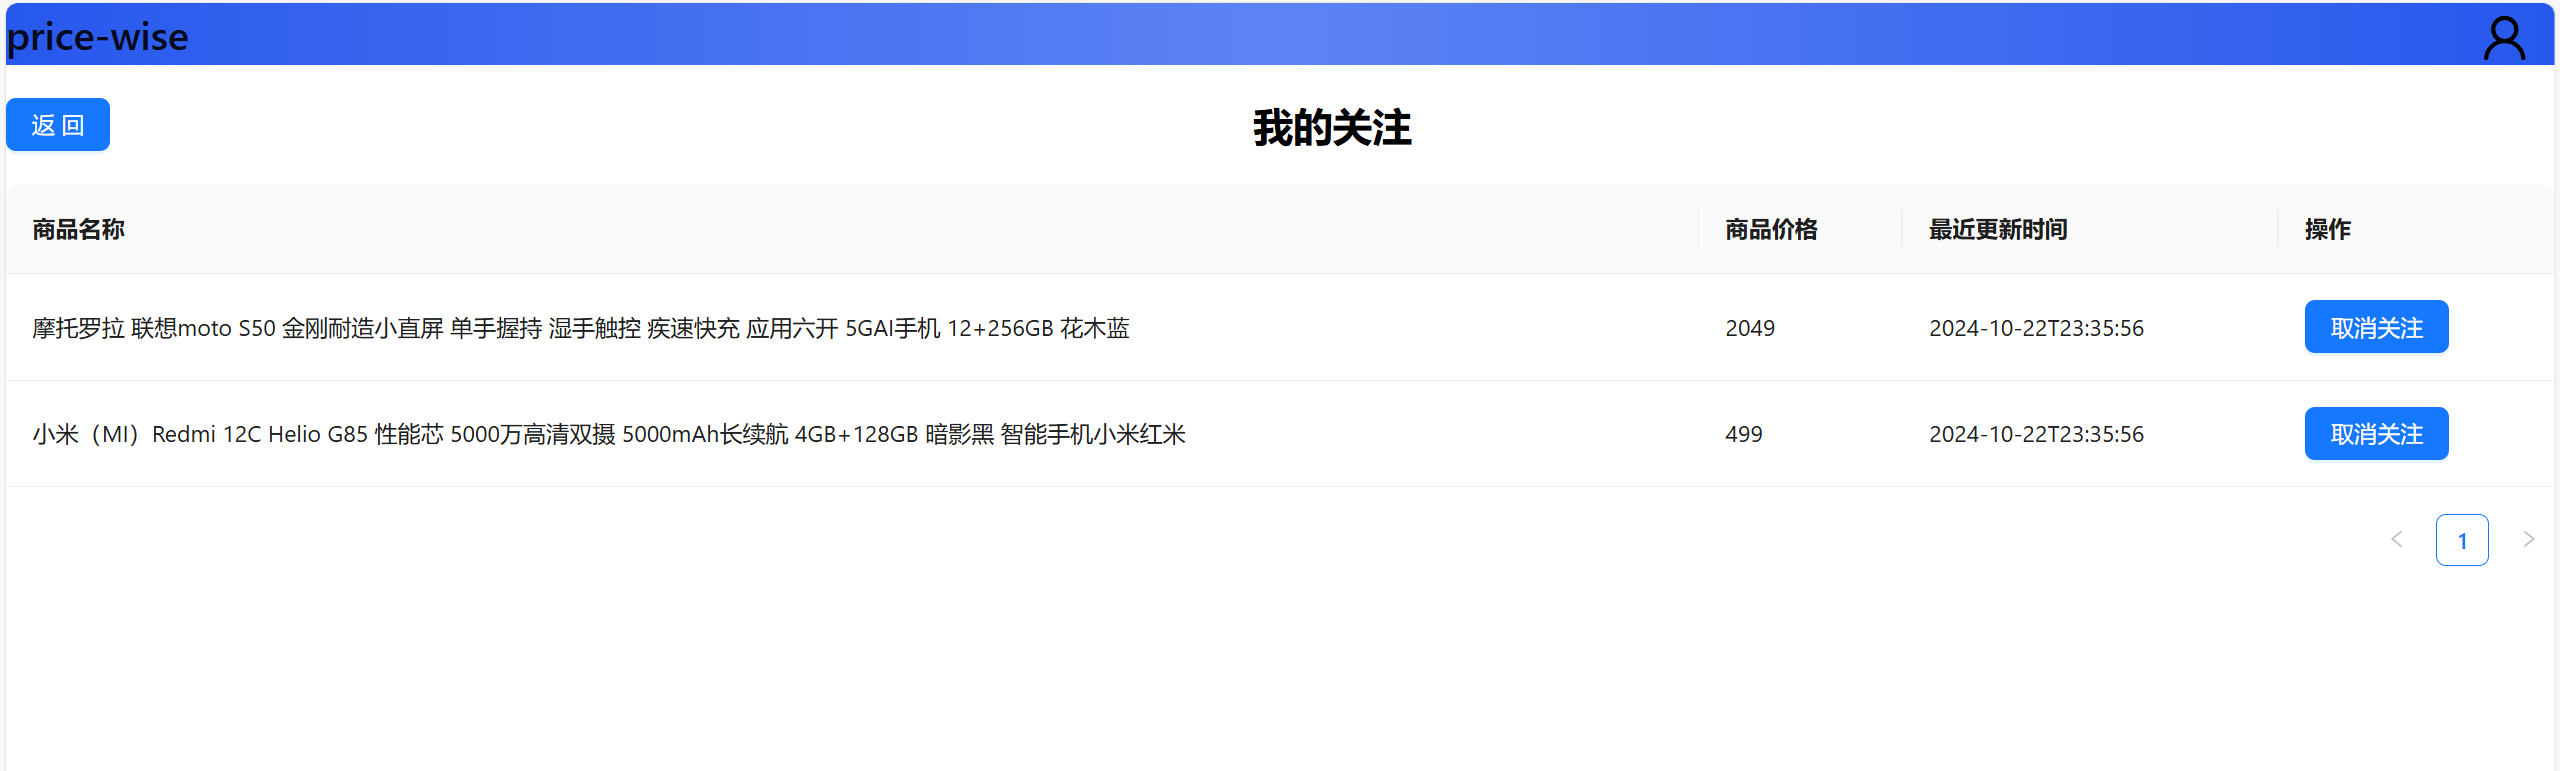 price-wise
返 回
我的关注
商品名称 商品价格 最近更新时间 操作
摩托罗拉 联想moto S50 金刚耐造小直屏 单手握持 湿手触控 疾速快充 应用六开 5GAI手机 12+256GB 花木蓝 2049 2024-10-22T23:35:56 取消关注
小米（MI）Redmi 12C Helio G85 性能芯 5000万高清双摄 5000mAh长续航 4GB+128GB 暗影黑 智能手机小米红米 499 2024-10-22T23:35:56 取消关注
1